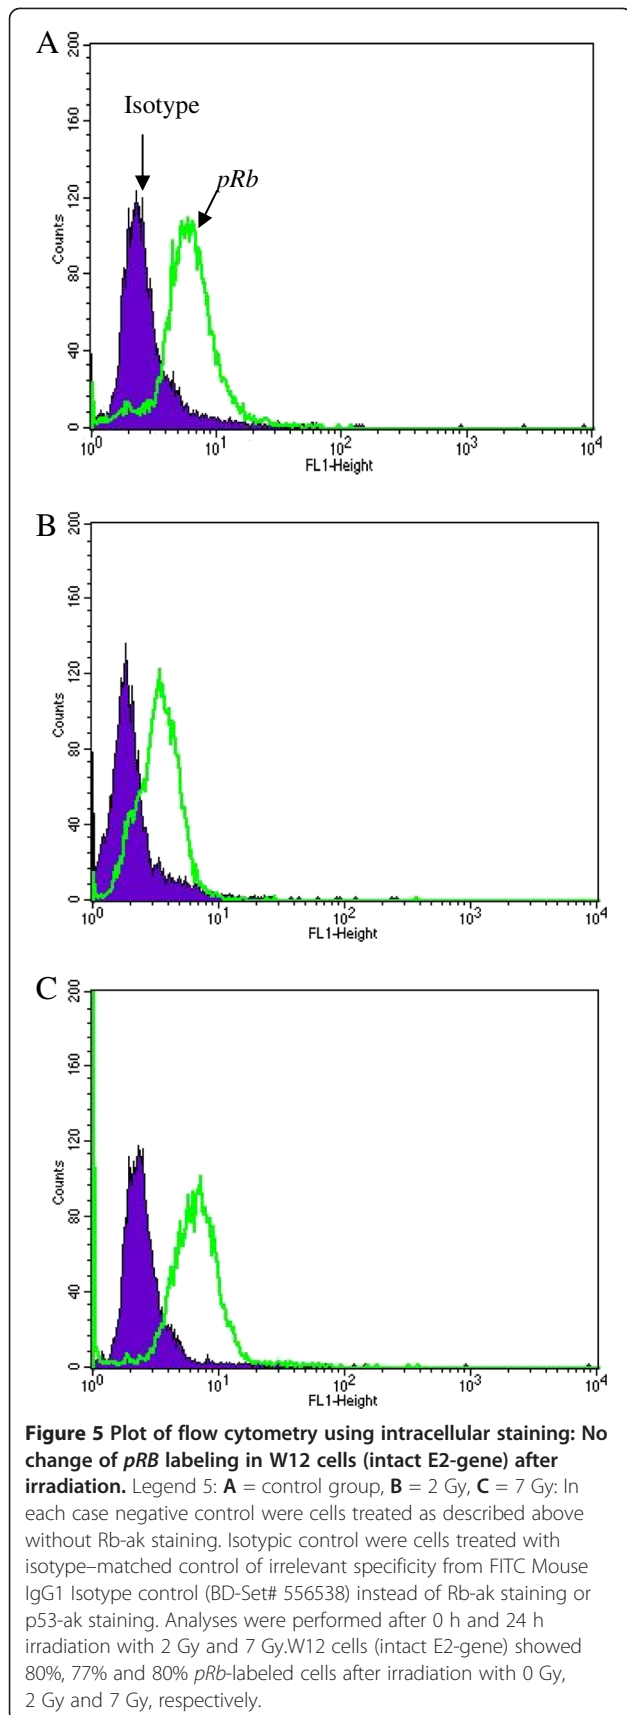 A
200
160
120
80
40
0
Counts
Isotype
pRb
10^0 10^1 10^2 10^3 10^4
FL1-Height
B
200
160
120
80
40
0
Counts
10^0 10^1 10^2 10^3 10^4
FL1-Height
C
200
160
120
80
40
0
Counts
10^0 10^1 10^2 10^3 10^4
FL1-Height
Figure 5 Plot of flow cytometry using intracellular staining: No
change of pRB labeling in W12 cells (intact E2-gene) after
irradiation. Legend 5: A = control group, B = 2 Gy, C = 7 Gy: In
each case negative control were cells treated as described above
without Rb-ak staining. Isotypic control were cells treated with
isotype–matched control of irrelevant specificity from FITC Mouse
IgG1 Isotype control (BD-Set# 556538) instead of Rb-ak staining or
p53-ak staining. Analyses were performed after 0 h and 24 h
irradiation with 2 Gy and 7 Gy.W12 cells (intact E2-gene) showed
80%, 77% and 80% pRb-labeled cells after irradiation with 0 Gy,
2 Gy and 7 Gy, respectively.